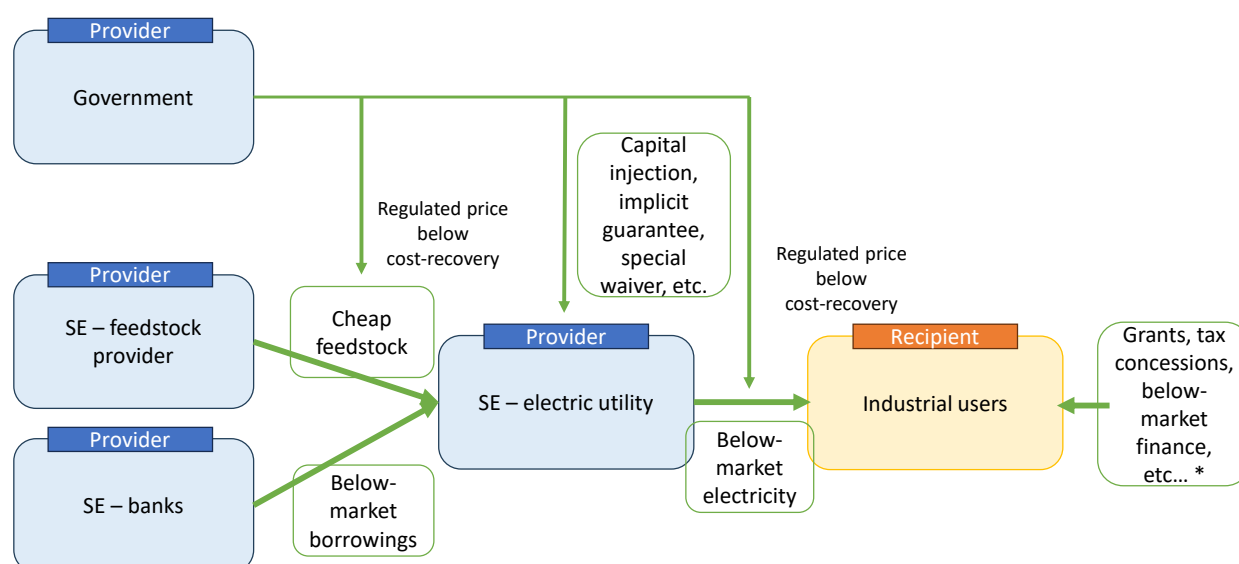 Provider
Government
Capital
injection,
implicit
guarantee,
special
waiver, etc.
Regulated price
below
cost-recovery
Regulated price
below
cost-recovery
Provider
SE – feedstock
provider
Cheap
feedstock
Provider
SE – electric utility
Recipient
Industrial users
Grants, tax
concessions,
below-
market
finance,
etc... *
Provider
SE – banks
Below-
market
borrowings
Below-
market
electricity